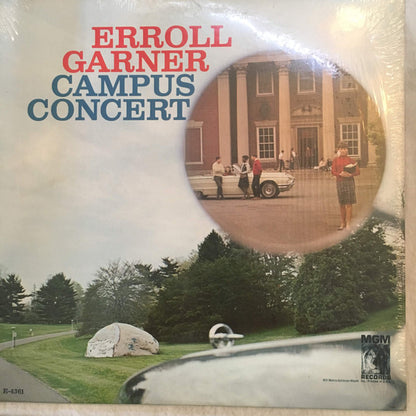 ERROLL
GARNER
CAMPUS
CONCERT
MGM
RECORDS
E-4361